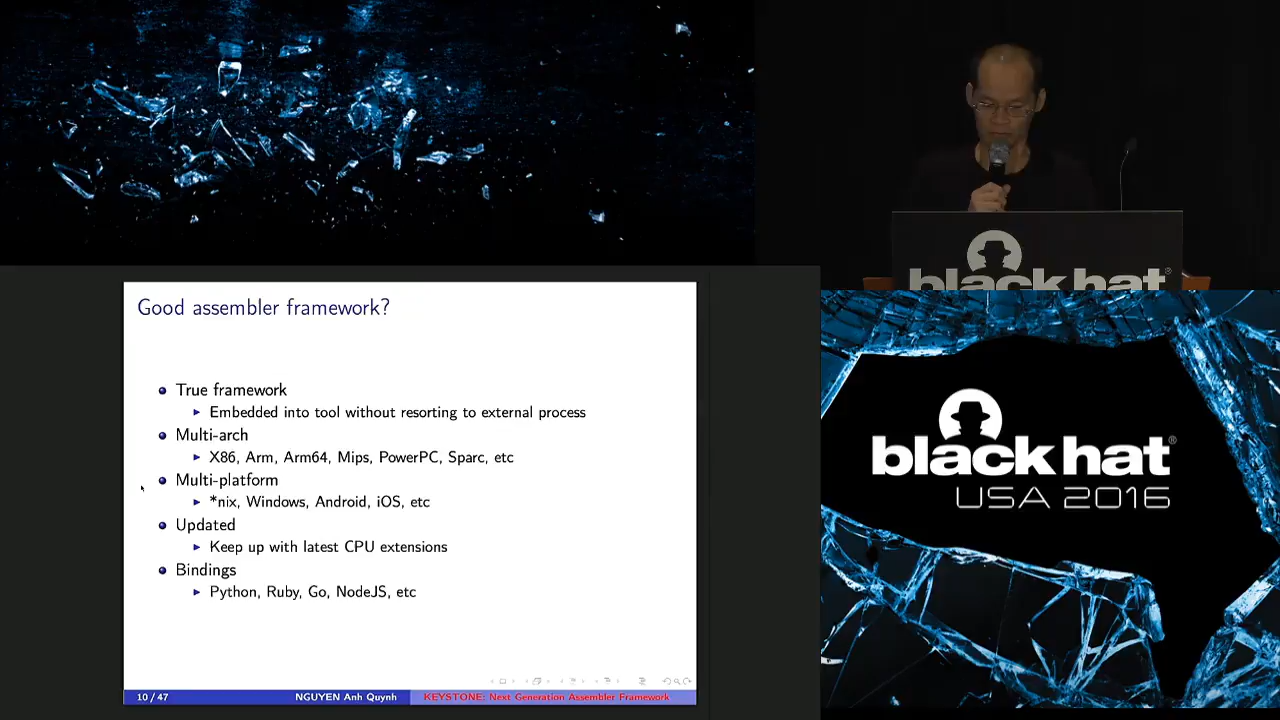 black hat®
Good assembler framework?
True framework
Embedded into tool without resorting to external process
Multi-arch
X86, Arm, Arm64, Mips, PowerPC, Sparc, etc
Multi-platform
*nix, Windows, Android, iOS, etc
Updated
Keep up with latest CPU extensions
Bindings
Python, Ruby, Go, NodeJS, etc
10 / 47 NGUYEN Anh Quynh KEYSTONE: Next Generation Assembler Framework
black hat®
USA 2016